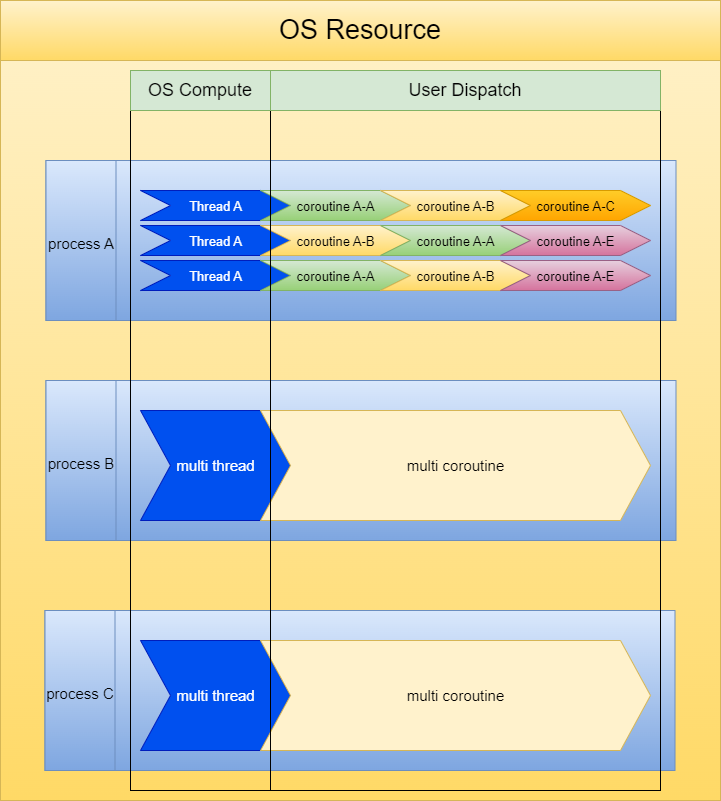 OS Resource
OS Compute
User Dispatch
process A
Thread A
coroutine A-A
coroutine A-B
coroutine A-C
Thread A
coroutine A-B
coroutine A-A
coroutine A-E
Thread A
coroutine A-A
coroutine A-B
coroutine A-E
process B
multi thread
multi coroutine
process C
multi thread
multi coroutine